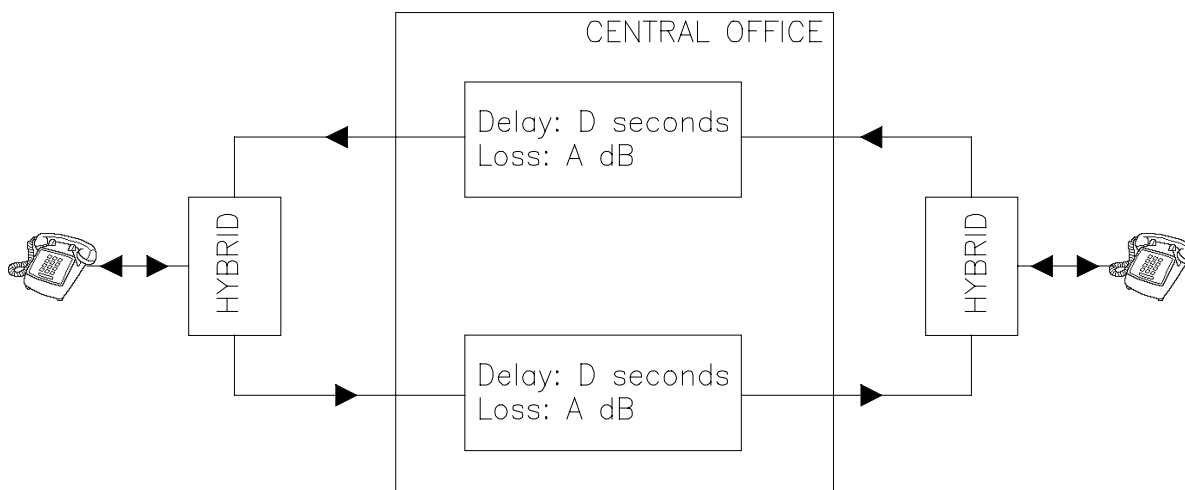 CENTRAL OFFICE
Delay: D seconds
Loss: A dB
HYBRID
HYBRID
Delay: D seconds
Loss: A dB